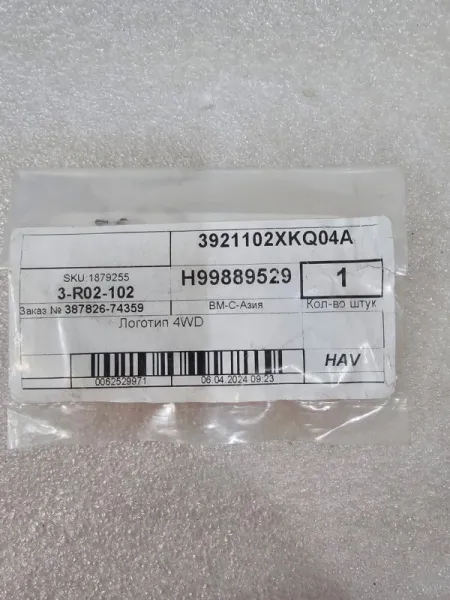 3921102XKQ04A
SKU:1879255
3-R02-102
H99889529
1
Заказ № 387826-74359
ВМ-С-Азия
Кол-во штук
Логотип 4WD
HAV
0062529971
06.04.2024 09:23